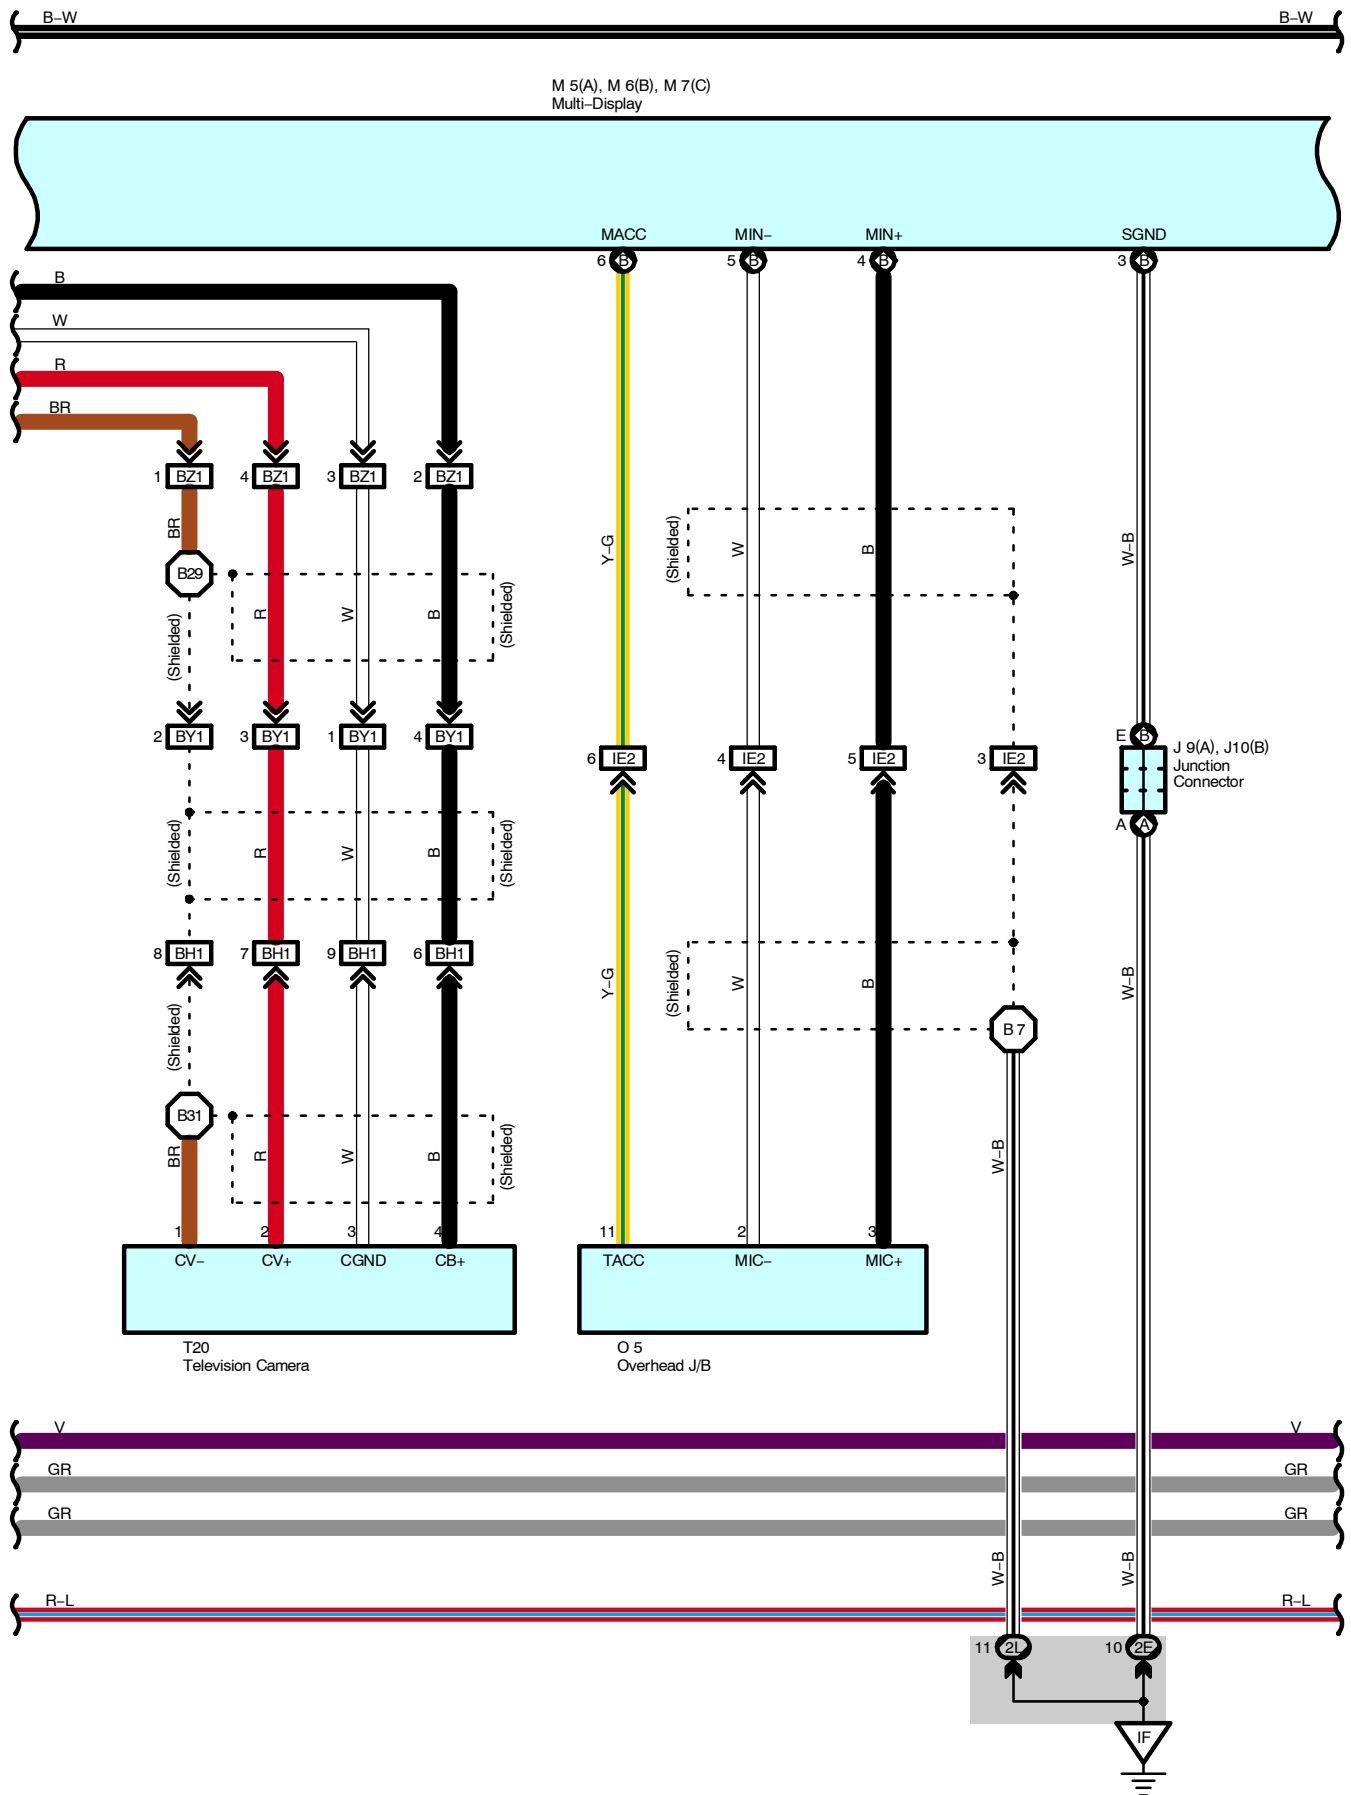 B–W B–W
M 5(A), M 6(B), M 7(C)
Multi–Display
MACC MIN– MIN+ SGND
6 B 5 B 4 B 3 B
B
W
R
BR
1 BZ1 4 BZ1 3 BZ1 2 BZ1
BR
(Shielded) W B Y–G W–B
B29
(Shielded) R W B (Shielded)
2 BY1 3 BY1 1 BY1 4 BY1
E B
J 9(A), J10(B)
Junction
Connector
6 IE2 4 IE2 5 IE2 3 IE2
A A
(Shielded) R W B (Shielded)
8 BH1 7 BH1 9 BH1 6 BH1
Y–G (Shielded) W B W–B
(Shielded)
B 7
B31
BR R W B (Shielded) W–B
1 2 3 4 11 2 3
CV– CV+ CGND CB+ TACC MIC– MIC+
T20
Television Camera
O 5
Overhead J/B
V V
GR GR
GR GR
W–B W–B
R–L R–L
11 2L 10 2E
IF